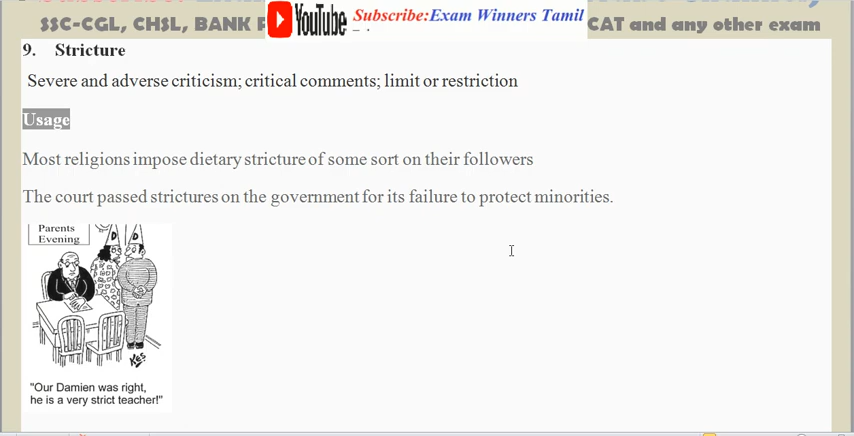 SSC-CGL, CHSL, BANK
YouTube
Subscribe:Exam Winners Tamil
CAT and any other exam
9. Stricture
Severe and adverse criticism; critical comments; limit or restriction
Usage
Most religions impose dietary stricture of some sort on their followers
The court passed strictures on the government for its failure to protect minorities.
Parents
Evening
D D
KES
"Our Damien was right,
he is a very strict teacher!"